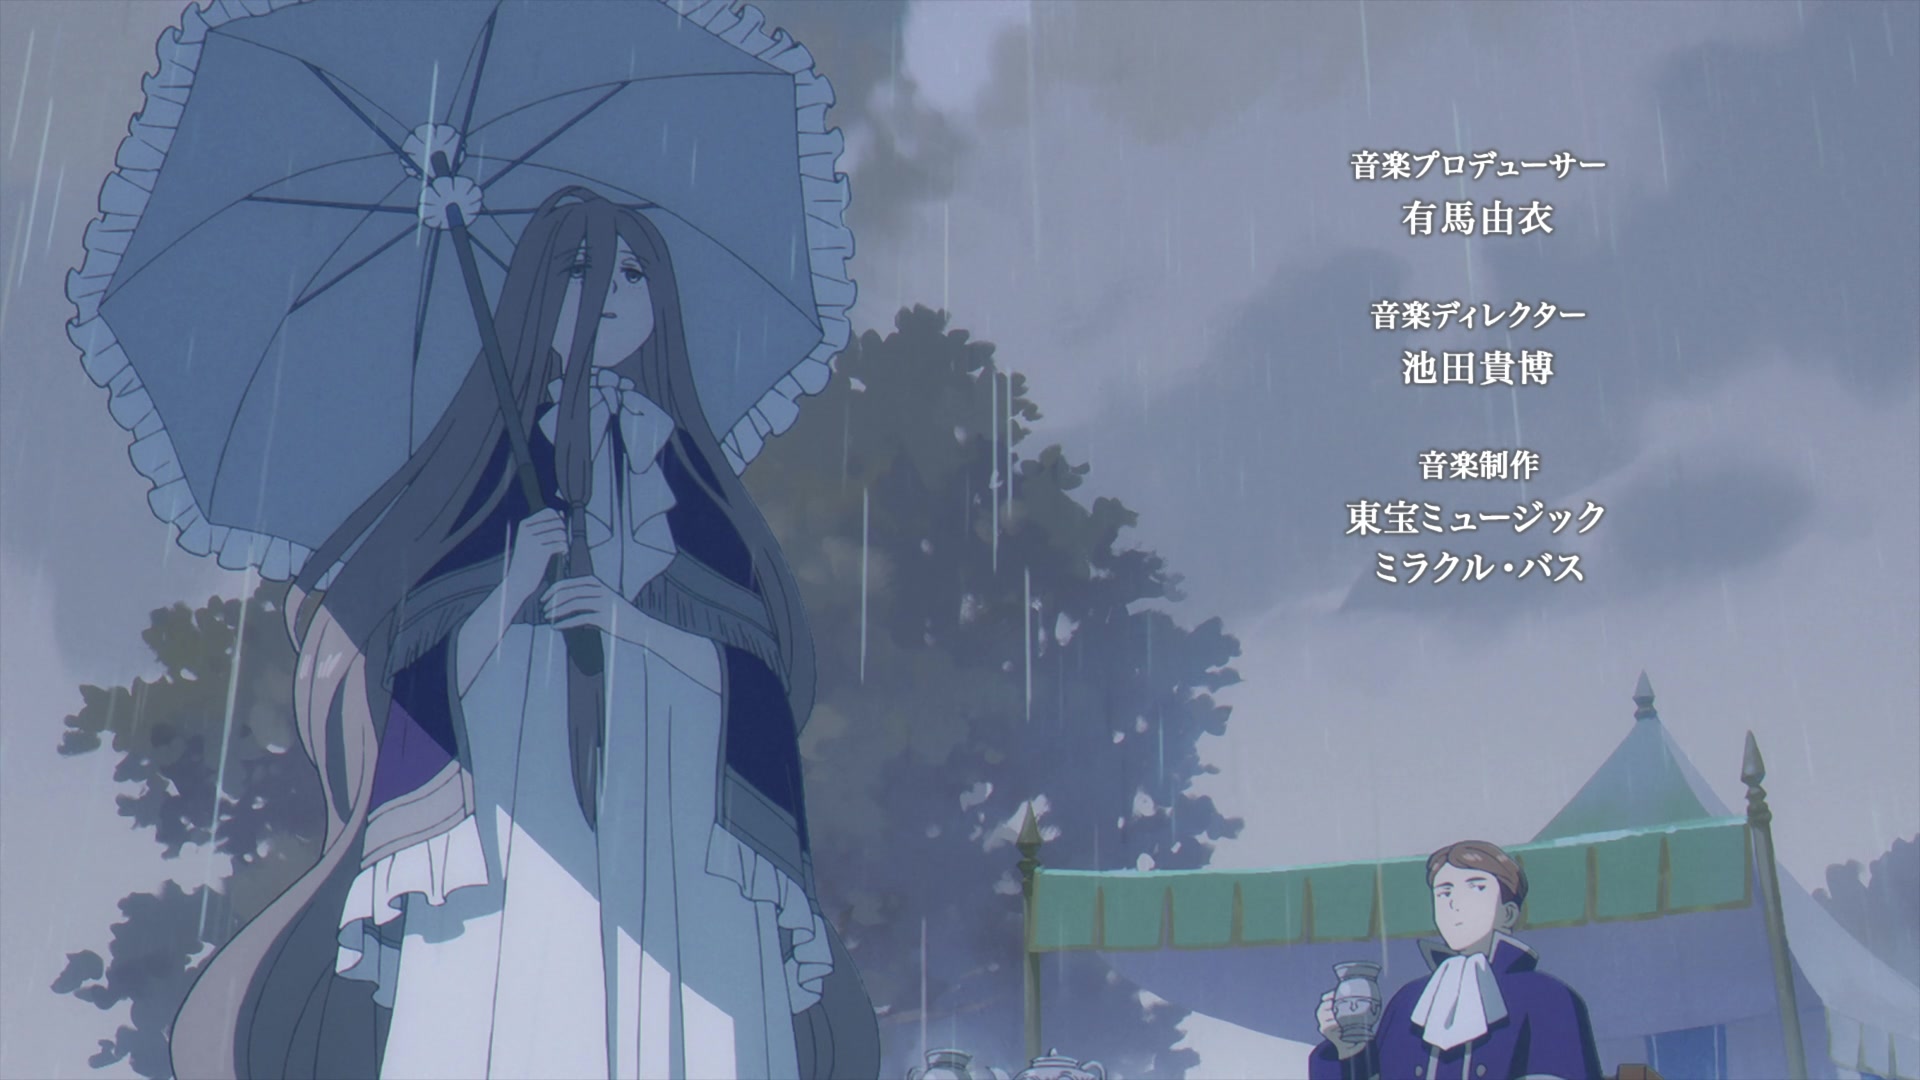 音楽プロデューサー
有馬由衣
音楽ディレクター
池田貴博
音楽制作
東宝ミュージック
ミラクル・バス